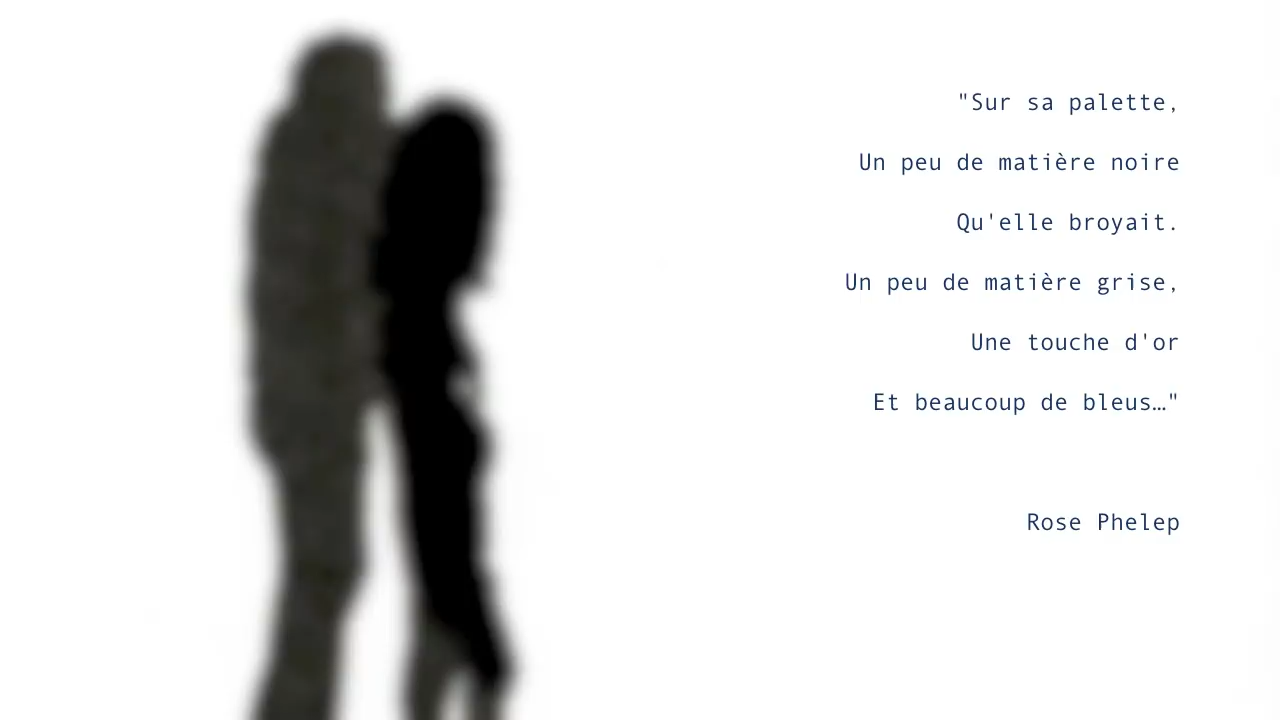 "Sur sa palette,
Un peu de matière noire
Qu'elle broyait.
Un peu de matière grise,
Une touche d'or
Et beaucoup de bleus…"
Rose Phelep